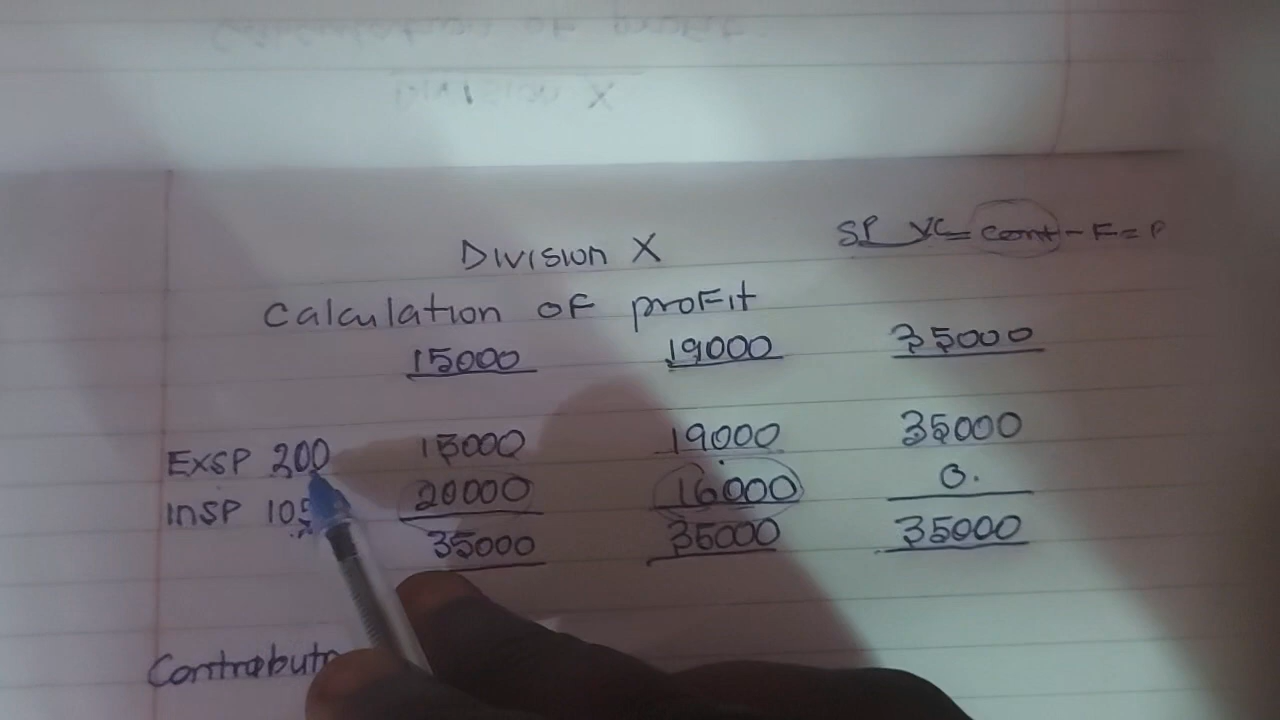 Division X
SP VC = cont - F = P
Calculation of proFit
15000 19000 35000
EXSP 200 15000 19000 35000
INSP 20000 16000 0.
35000 35000 35000